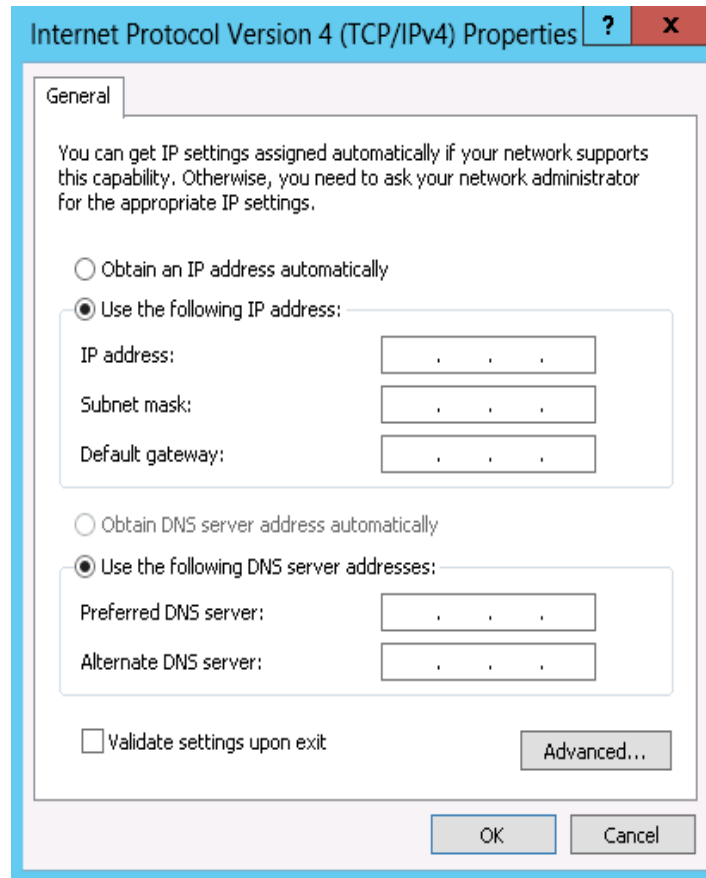 Internet Protocol Version 4 (TCP/IPv4) Properties ? x
General
You can get IP settings assigned automatically if your network supports
this capability. Otherwise, you need to ask your network administrator
for the appropriate IP settings.
Obtain an IP address automatically
Use the following IP address:
IP address: . . .
Subnet mask: . . .
Default gateway: . . .
Obtain DNS server address automatically
Use the following DNS server addresses:
Preferred DNS server: . . .
Alternate DNS server: . . .
Validate settings upon exit
Advanced...
OK Cancel